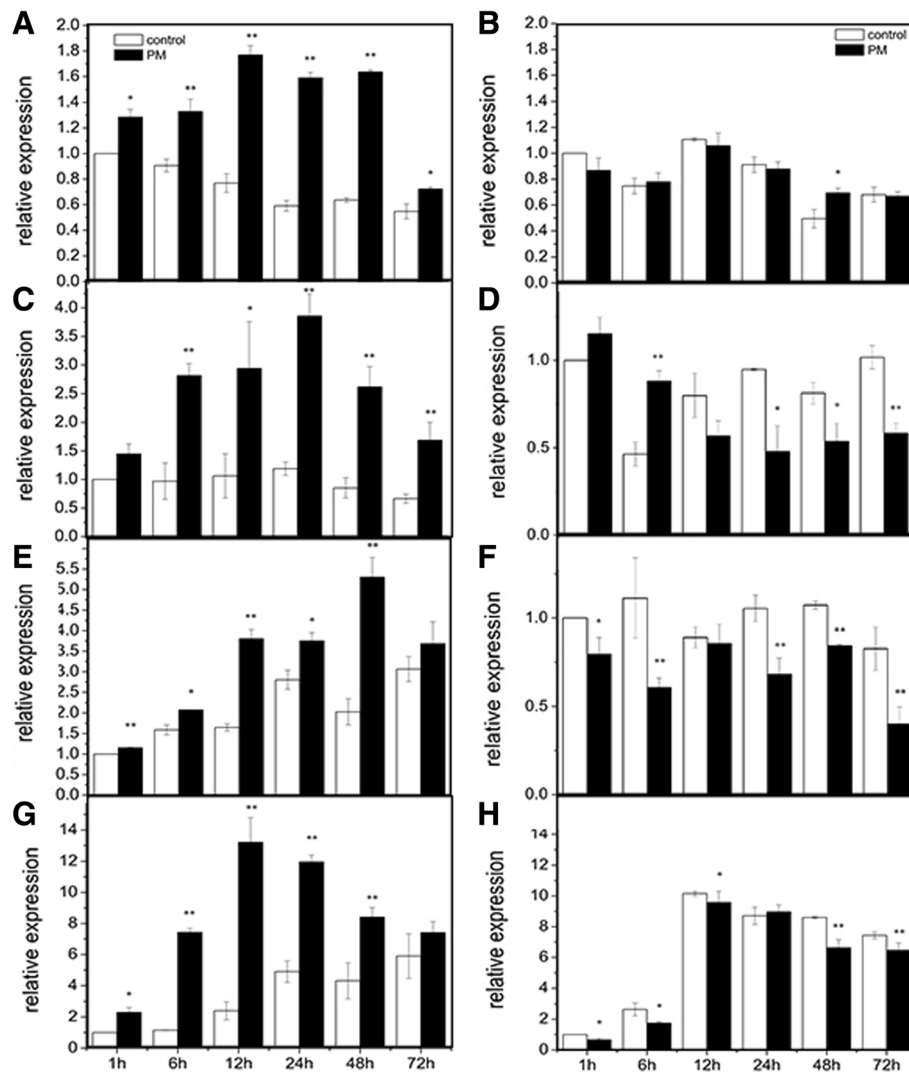 A
control
PM
relative expression
2.0
1.8
1.6
1.4
1.2
1.0
0.8
0.6
0.4
0.2
0.0
* ** ** ** ** *
B
control
PM
relative expression
2.0
1.8
1.6
1.4
1.2
1.0
0.8
0.6
0.4
0.2
0.0
*
C
relative expression
4.0
3.5
3.0
2.5
2.0
1.5
1.0
0.5
0.0
** * ** ** **
D
relative expression
1.0
0.5
0.0
** * * **
E
relative expression
5.5
5.0
4.5
4.0
3.5
3.0
2.5
2.0
1.5
1.0
0.5
0.0
** * ** * **
F
relative expression
1.0
0.5
0.0
* ** ** ** **
G
relative expression
14
12
10
8
6
4
2
0
* ** ** ** **
1h 6h 12h 24h 48h 72h
H
relative expression
14
12
10
8
6
4
2
0
* * * ** **
1h 6h 12h 24h 48h 72h